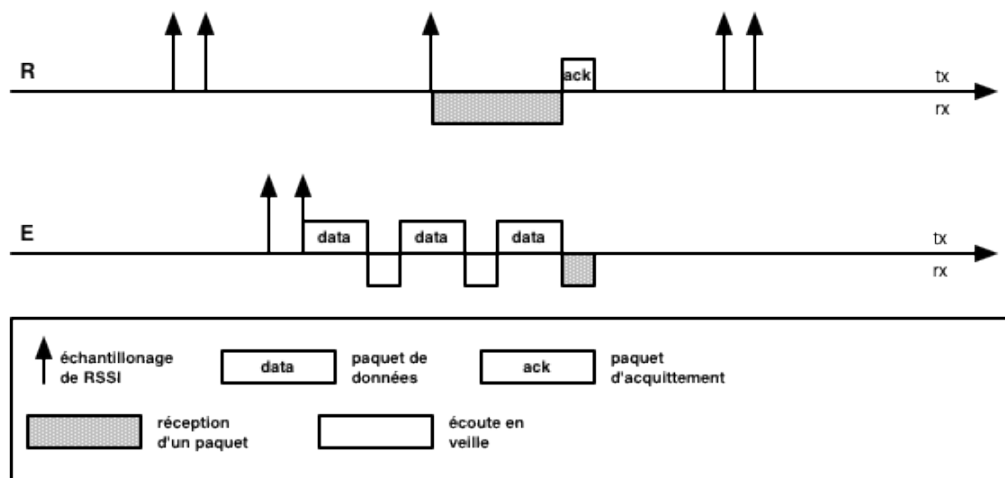 R
ack
tx
rx
E
data
data
data
tx
rx
échantillonage
de RSSI
data
paquet de
données
ack
paquet
d'acquittement
réception
d'un paquet
écoute en
veille